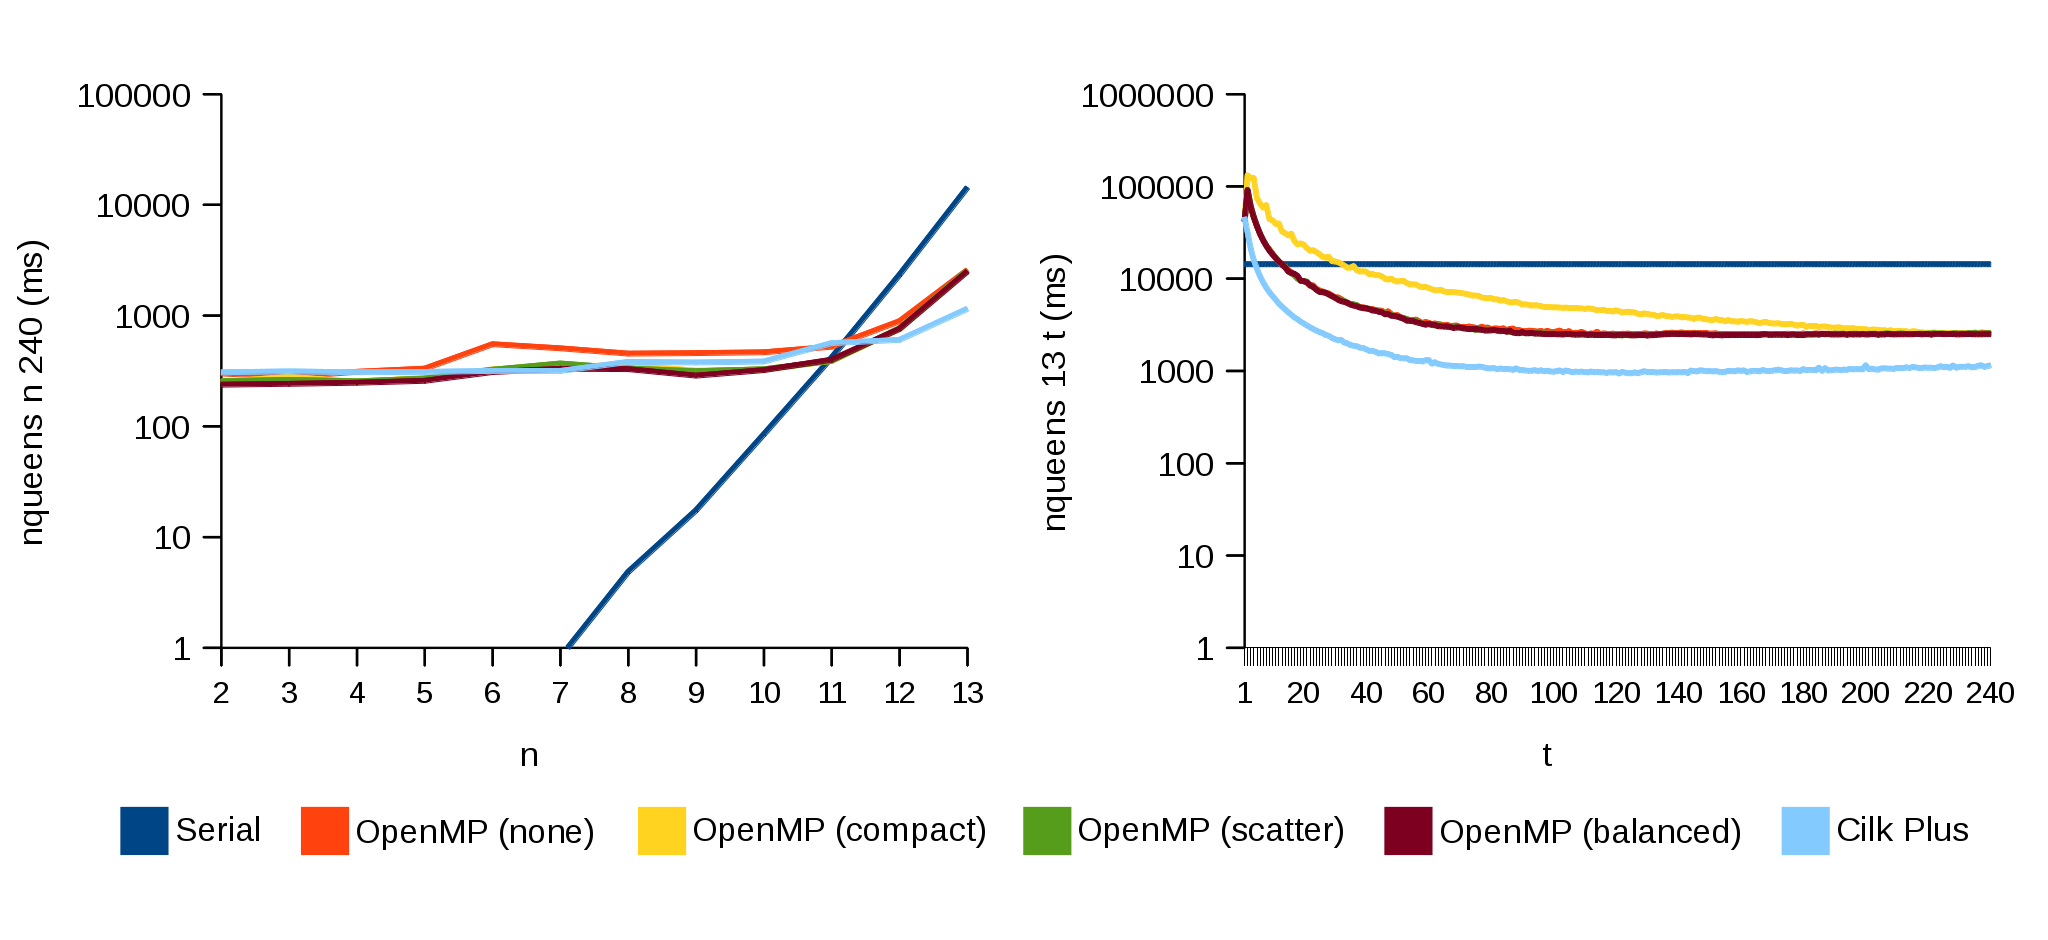 nqueens n 240 (ms)
100000
10000
1000
100
10
1
2 3 4 5 6 7 8 9 10 11 12 13
n
nqueens 13 t (ms)
1000000
100000
10000
1000
100
10
1
1 20 40 60 80 100 120 140 160 180 200 220 240
t
Serial OpenMP (none) OpenMP (compact) OpenMP (scatter) OpenMP (balanced) Cilk Plus